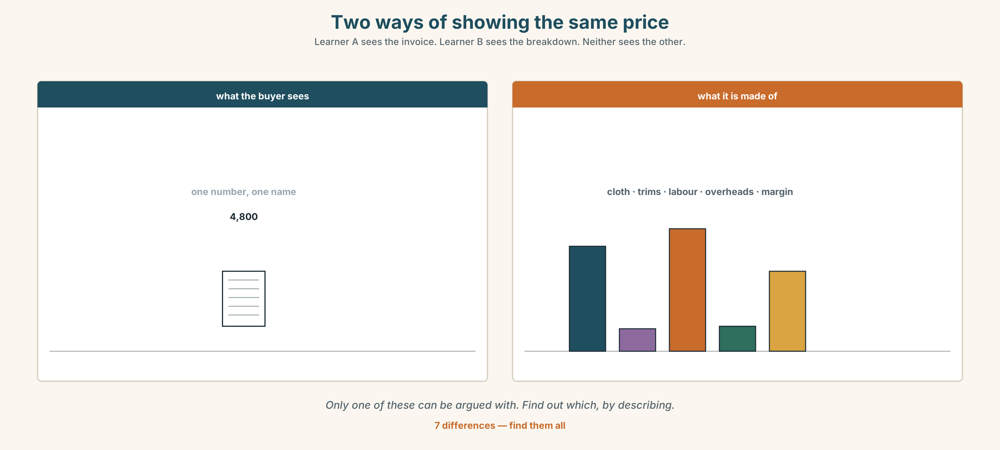 Two ways of showing the same price
Learner A sees the invoice. Learner B sees the breakdown. Neither sees the other.
what the buyer sees
one number, one name
4,800
what it is made of
cloth · trims · labour · overheads · margin
Only one of these can be argued with. Find out which, by describing.
7 differences — find them all